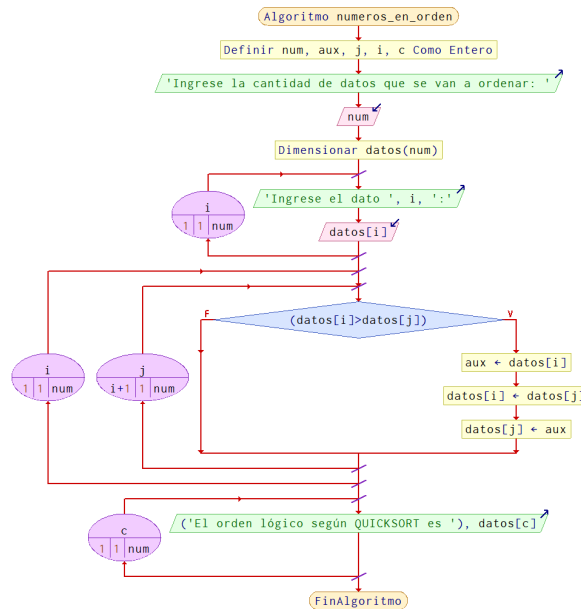 Algoritmo numeros_en_orden
Definir num, aux, j, i, c Como Entero
'Ingrese la cantidad de datos que se van a ordenar: '
num
Dimensionar datos(num)
i
1 1 num
'Ingrese el dato ', i, ':'
datos[i]
F
(datos[i]>datos[j])
V
i
1 1 num
j
i+1 1 num
aux ← datos[i]
datos[i] ← datos[j]
datos[j] ← aux
c
1 1 num
('El orden lógico según QUICKSORT es '), datos[c]
FinAlgoritmo